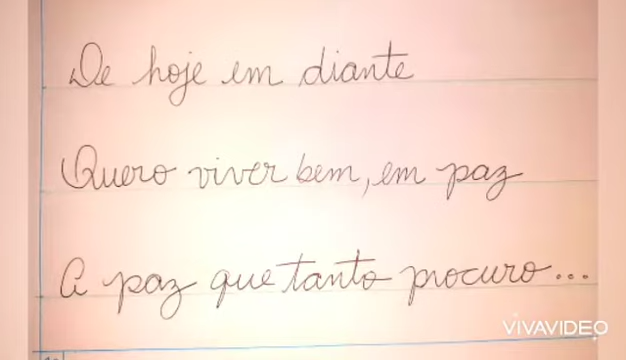 De hoje em diante
Quero viver bem, em paz
A paz que tanto procuro...
VIVAVIDEO